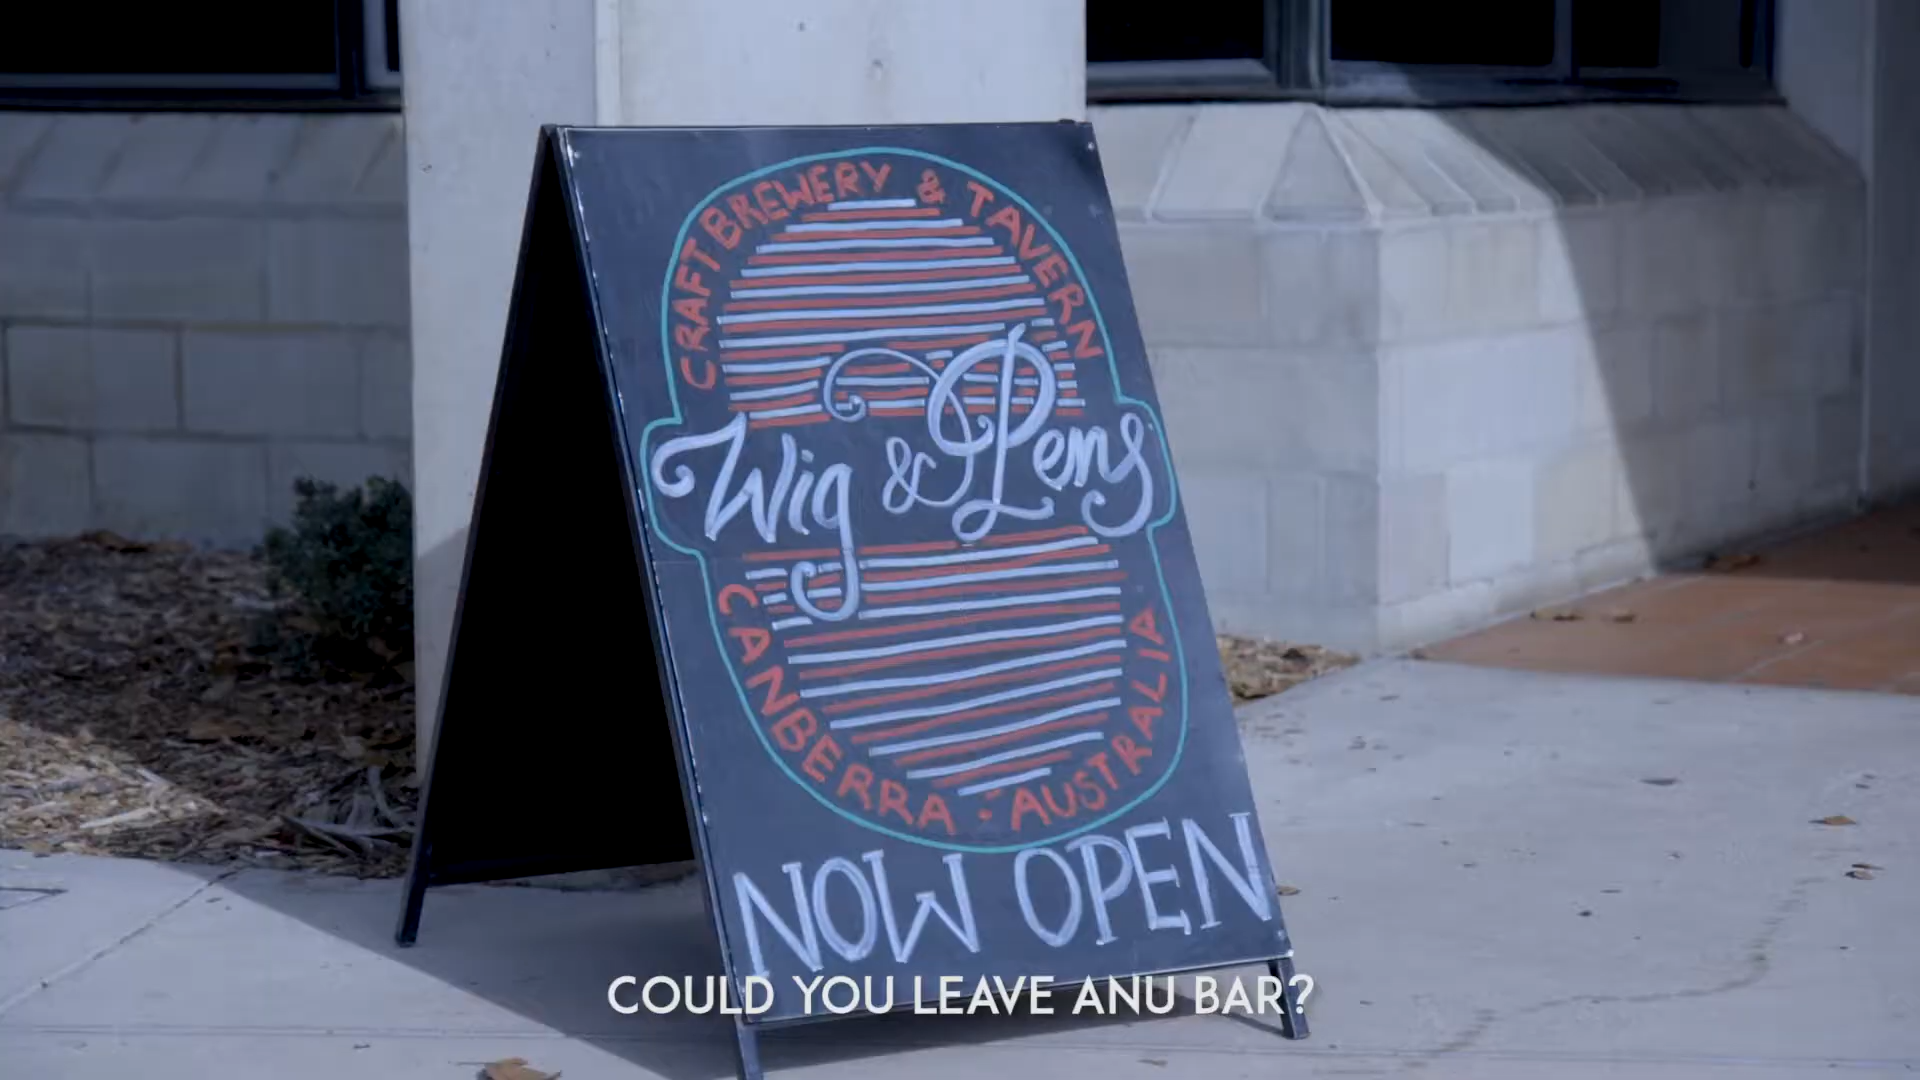 CRAFT BREWERY & TAVERN
Wig & Pens
CANBERRA · AUSTRALIA
NOW OPEN
COULD YOU LEAVE ANU BAR?